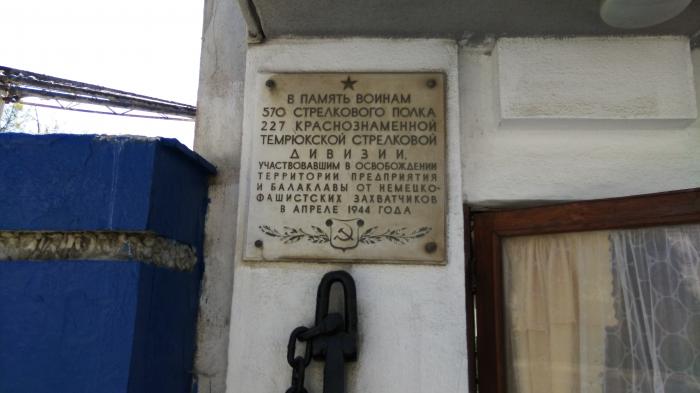 В ПАМЯТЬ ВОИНАМ
570 СТРЕЛКОВОГО ПОЛКА
227 КРАСНОЗНАМЕННОЙ
ТЕМРЮКСКОЙ СТРЕЛКОВОЙ
ДИВИЗИИ,
УЧАСТВОВАВШИМ В ОСВОБОЖДЕНИИ
ТЕРРИТОРИИ ПРЕДПРИЯТИЯ
И БАЛАКЛАВЫ ОТ НЕМЕЦКО-
ФАШИСТСКИХ ЗАХВАТЧИКОВ
В АПРЕЛЕ 1944 ГОДА